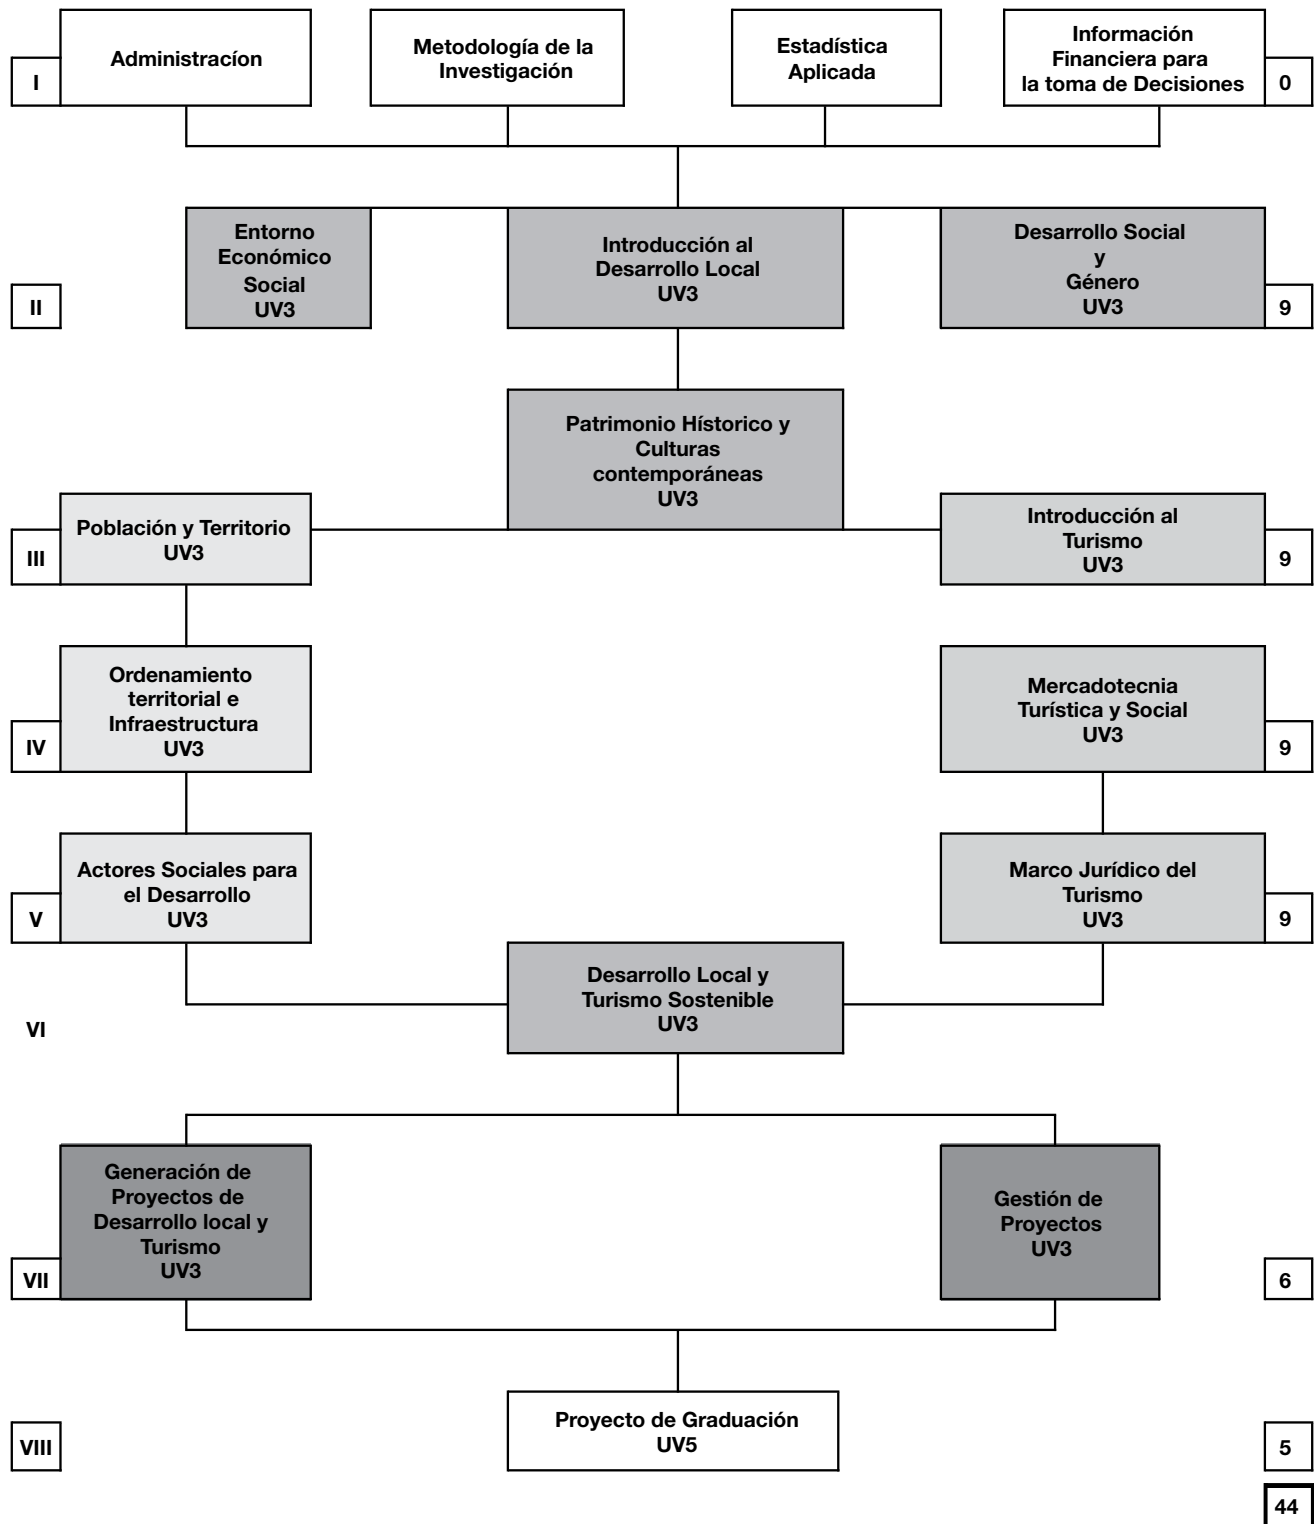 Administracíon
Metodología de la
Investigación
Estadística
Aplicada
Información
Financiera para
la toma de Decisiones
I
0
Entorno
Económico
Social
UV3
Introducción al
Desarrollo Local
UV3
Desarrollo Social
y
Género
UV3
II
9
Patrimonio Hístorico y
Culturas
contemporáneas
UV3
Población y Territorio
UV3
Introducción al
Turismo
UV3
III
9
Ordenamiento
territorial e
Infraestructura
UV3
Mercadotecnia
Turística y Social
UV3
IV
9
Actores Sociales para
el Desarrollo
UV3
Marco Jurídico del
Turismo
UV3
V
9
Desarrollo Local y
Turismo Sostenible
UV3
VI
Generación de
Proyectos de
Desarrollo local y
Turismo
UV3
Gestión de
Proyectos
UV3
VII
6
Proyecto de Graduación
UV5
VIII
5
44